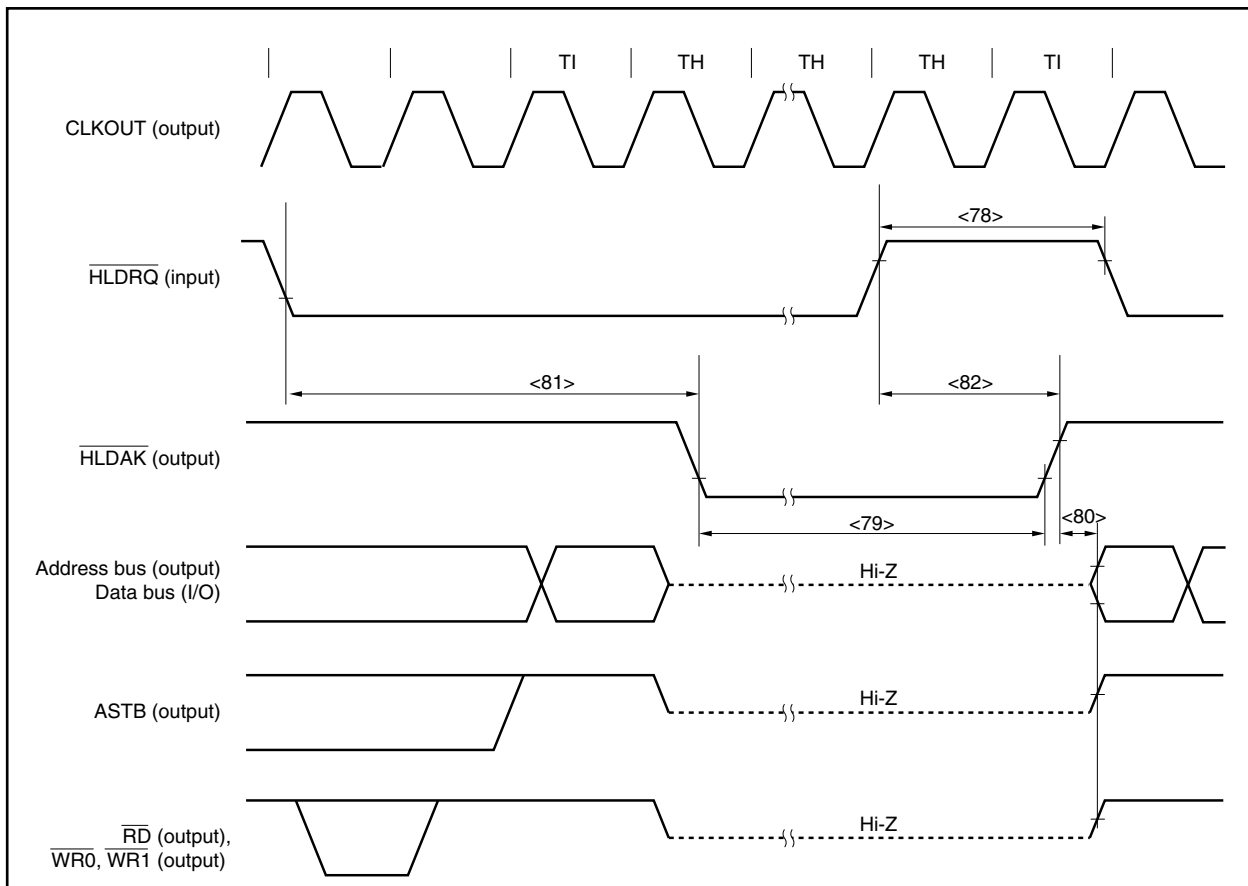 TI TH TH TH TI
CLKOUT (output)
<78>
HLDRQ (input)
<81> <82>
HLDAK (output)
<79> <80>
Address bus (output)
Data bus (I/O)
Hi-Z
ASTB (output)
Hi-Z
RD (output),
WR0, WR1 (output)
Hi-Z